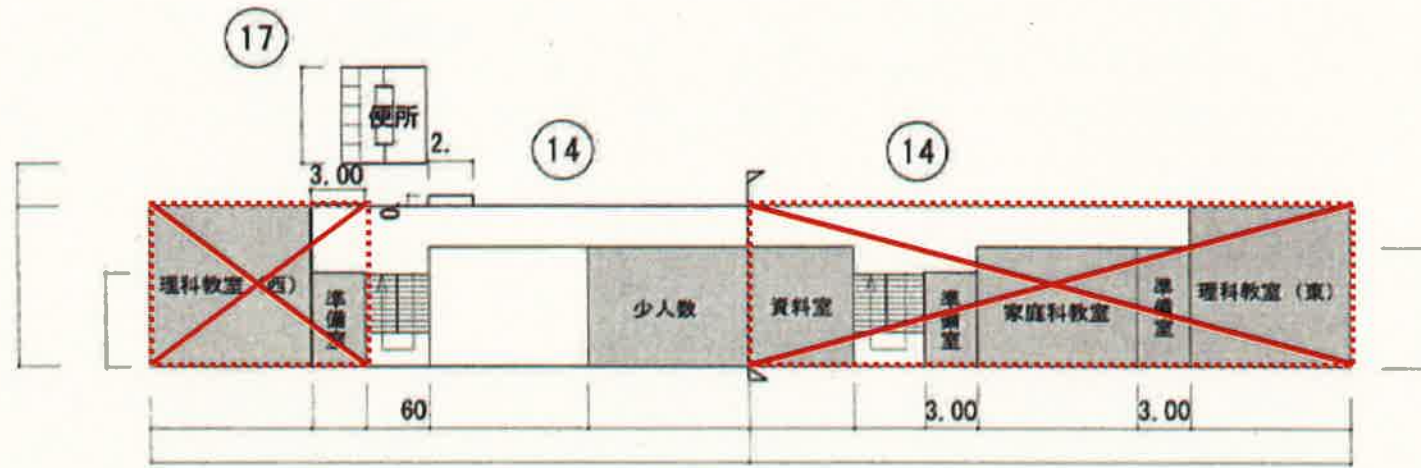 17
便所
14
14
2.
3.00
0.
理科教室（西）
準備室
少人数
資料室
準備室
家庭科教室
準備室
理科教室（東）
60
3.00
3.00